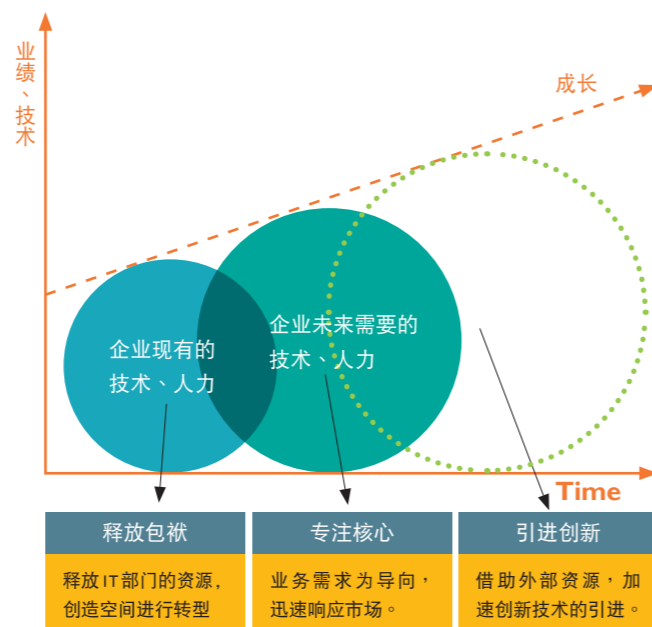 业绩、技术
成长
企业现有的
技术、人力
企业未来需要的
技术、人力
Time
释放包袱
释放IT部门的资源,
创造空间进行转型
专注核心
业务需求为导向，
迅速响应市场。
引进创新
借助外部资源，加
速创新技术的引进。